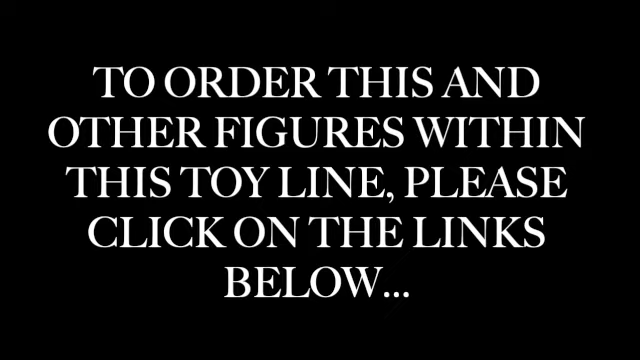 TO ORDER THIS AND
OTHER FIGURES WITHIN
THIS TOY LINE, PLEASE
CLICK ON THE LINKS
BELOW...